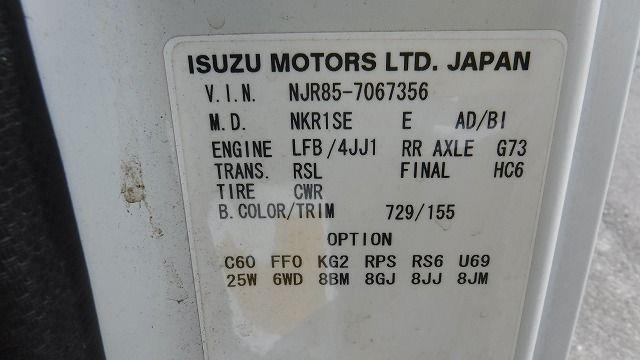 ISUZU MOTORS LTD. JAPAN
V.I.N. NJR85-7067356
M.D. NKR1SE E AD/BI
ENGINE LFB/4JJ1 RR AXLE G73
TRANS. RSL FINAL HC6
TIRE CWR
B.COLOR/TRIM 729/155
OPTION
C60 FF0 KG2 RPS RS6 U69
25W 6WD 8BM 8GJ 8JJ 8JM